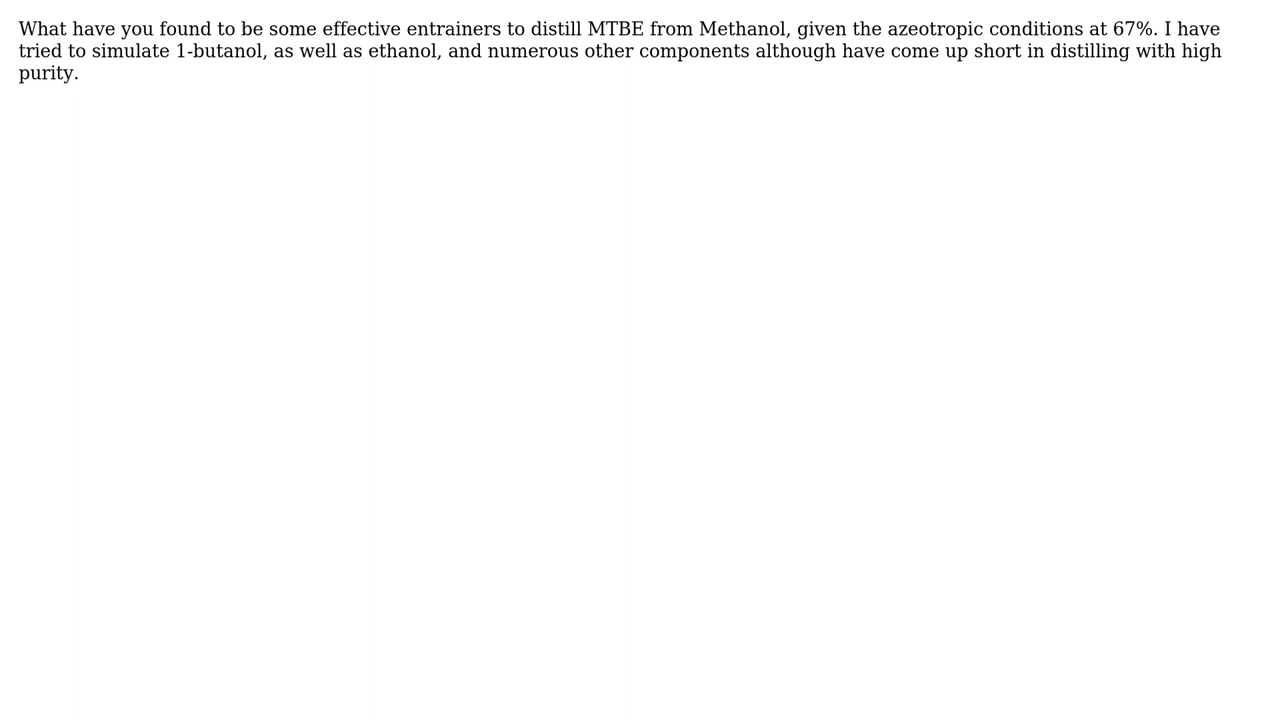 What have you found to be some effective entrainers to distill MTBE from Methanol, given the azeotropic conditions at 67%. I have
tried to simulate 1-butanol, as well as ethanol, and numerous other components although have come up short in distilling with high
purity.